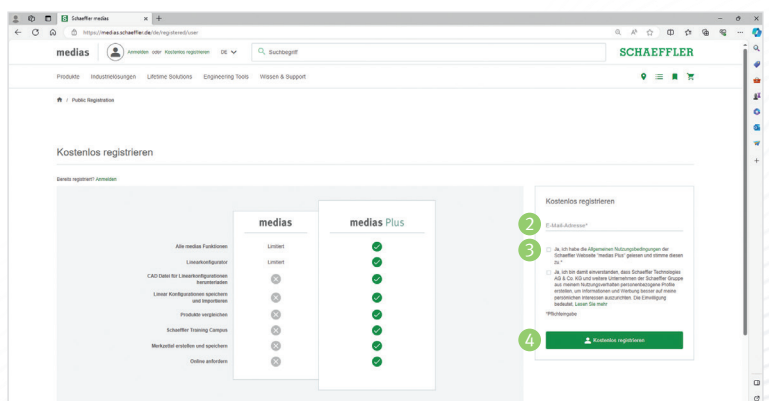 Schaeffler medias
https://medias.schaeffler.de/de/registered/user
medias
Anmelden oder Kostenlos registrieren
DE
Suchbegriff
SCHAEFFLER
Produkte Industrielösungen Lifetime Solutions Engineering Tools Wissen & Support
/ Public Registration
Kostenlos registrieren
Bereits registriert? Anmelden
medias
medias Plus
Alle medias Funktionen Limitiert
Linearkonfigurator Limitiert
CAD Datei für Linearkonfigurationen
herunterladen
Linear Konfigurationen speichern
und importieren
Produkte vergleichen
Schaeffler Training Campus
Merkzettel erstellen und speichern
Online anfordern
Kostenlos registrieren
2
E-Mail-Adresse*
3
Ja, ich habe die Allgemeinen Nutzungsbedingungen der
Schaeffler Webseite "medias Plus" gelesen und stimme diesen
zu.*
Ja, ich bin damit einverstanden, dass Schaeffler Technologies
AG & Co. KG und weitere Unternehmen der Schaeffler Gruppe
aus meinem Nutzungsverhalten personenbezogene Profile
erstellen, um Informationen und Werbung besser auf meine
persönlichen Interessen auszurichten. Die Einwilligung
bedeutet. Lesen Sie mehr
*Pflichteingabe
4
Kostenlos registrieren